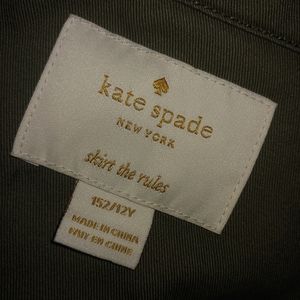 kate spade
NEW YORK
skirt the rules
152/12Y
MADE IN CHINA
FAIT EN CHINE